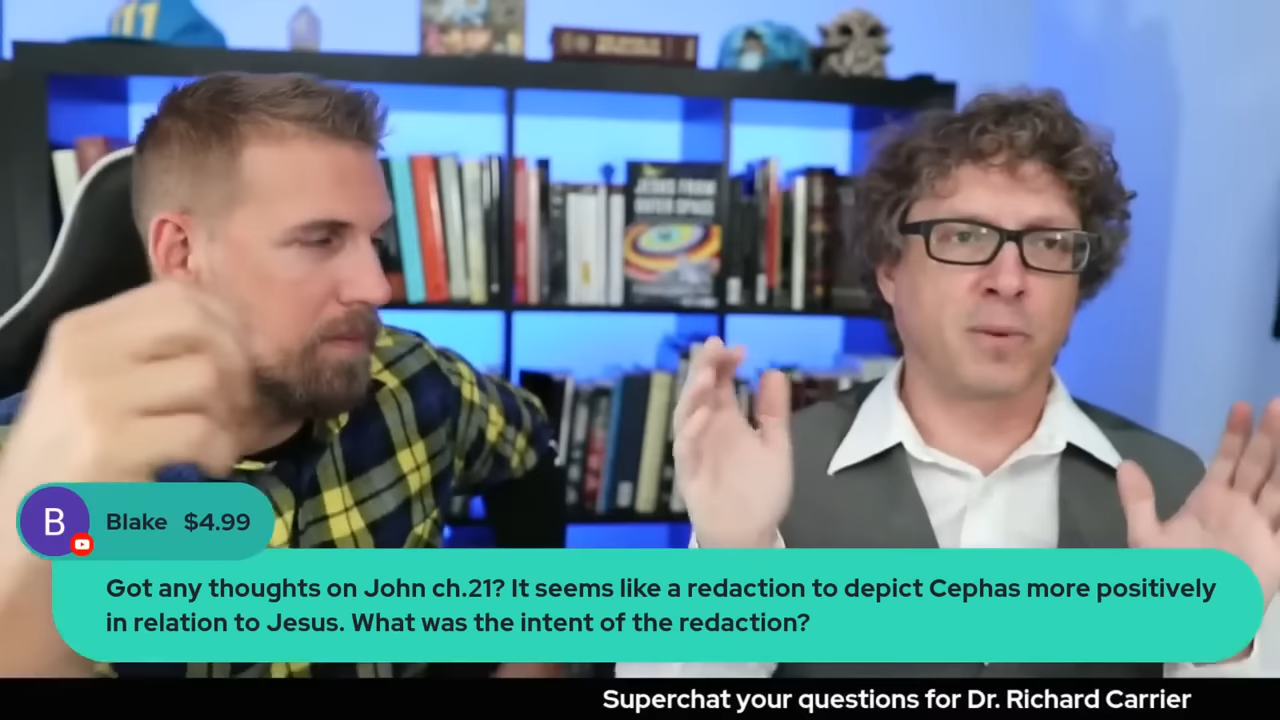 11
JESUS FROM
OUTER SPACE
B
Blake $4.99
Got any thoughts on John ch.21? It seems like a redaction to depict Cephas more positively
in relation to Jesus. What was the intent of the redaction?
Superchat your questions for Dr. Richard Carrier